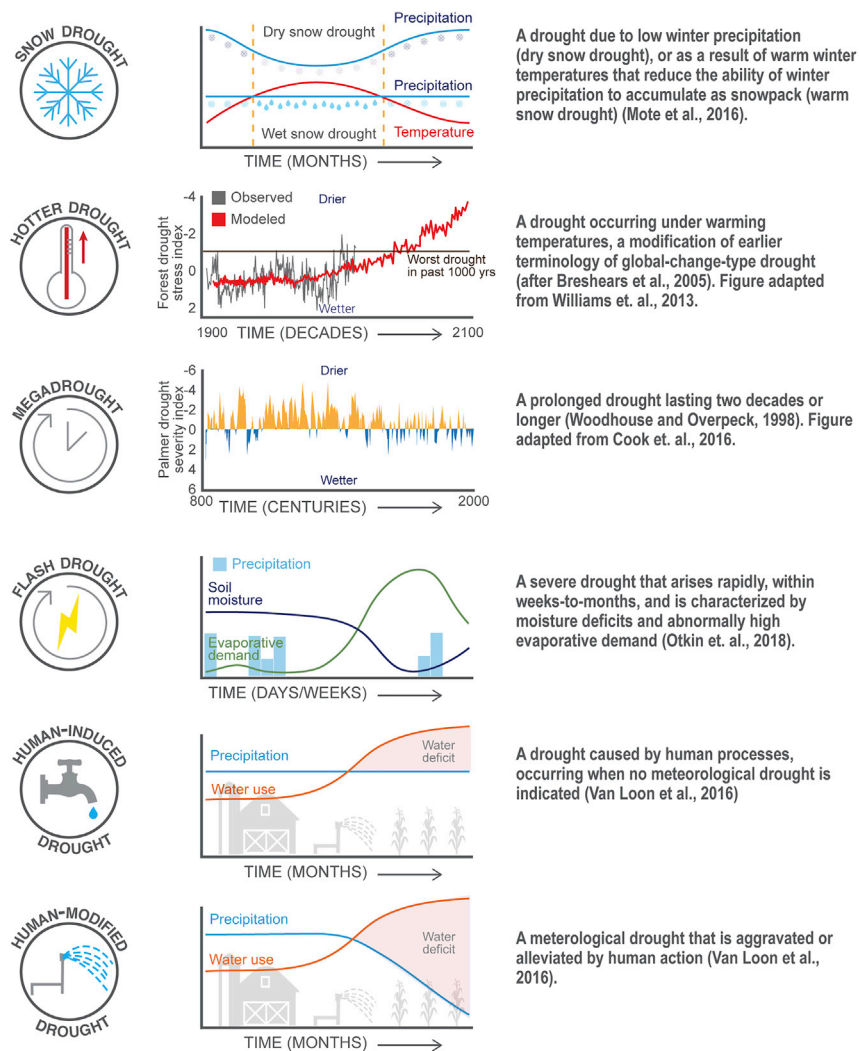 SNOW DROUGHT
Precipitation
Dry snow drought
Precipitation
Wet snow drought
Temperature
TIME (MONTHS)
A drought due to low winter precipitation
(dry snow drought), or as a result of warm winter
temperatures that reduce the ability of winter
precipitation to accumulate as snowpack (warm
snow drought) (Mote et al., 2016).
HOTTER DROUGHT
Forest drought
stress index
-4
-2
0
2
Observed
Modeled
Drier
Worst drought
in past 1000 yrs
Wetter
1900
TIME (DECADES)
2100
A drought occurring under warming
temperatures, a modification of earlier
terminology of global-change-type drought
(after Breshears et al., 2005). Figure adapted
from Williams et. al., 2013.
MEGADROUGHT
Palmer drought
severity index
-6
-4
-2
0
2
4
6
Drier
Wetter
800
TIME (CENTURIES)
2000
A prolonged drought lasting two decades or
longer (Woodhouse and Overpeck, 1998). Figure
adapted from Cook et. al., 2016.
FLASH DROUGHT
Precipitation
Soil
moisture
Evaporative
demand
TIME (DAYS/WEEKS)
A severe drought that arises rapidly, within
weeks-to-months, and is characterized by
moisture deficits and abnormally high
evaporative demand (Otkin et. al., 2018).
HUMAN-INDUCED
DROUGHT
Precipitation
Water use
Water
deficit
TIME (MONTHS)
A drought caused by human processes,
occurring when no meteorological drought is
indicated (Van Loon et al., 2016)
HUMAN-MODIFIED
DROUGHT
Precipitation
Water use
Water
deficit
TIME (MONTHS)
A meterological drought that is aggravated or
alleviated by human action (Van Loon et al.,
2016).